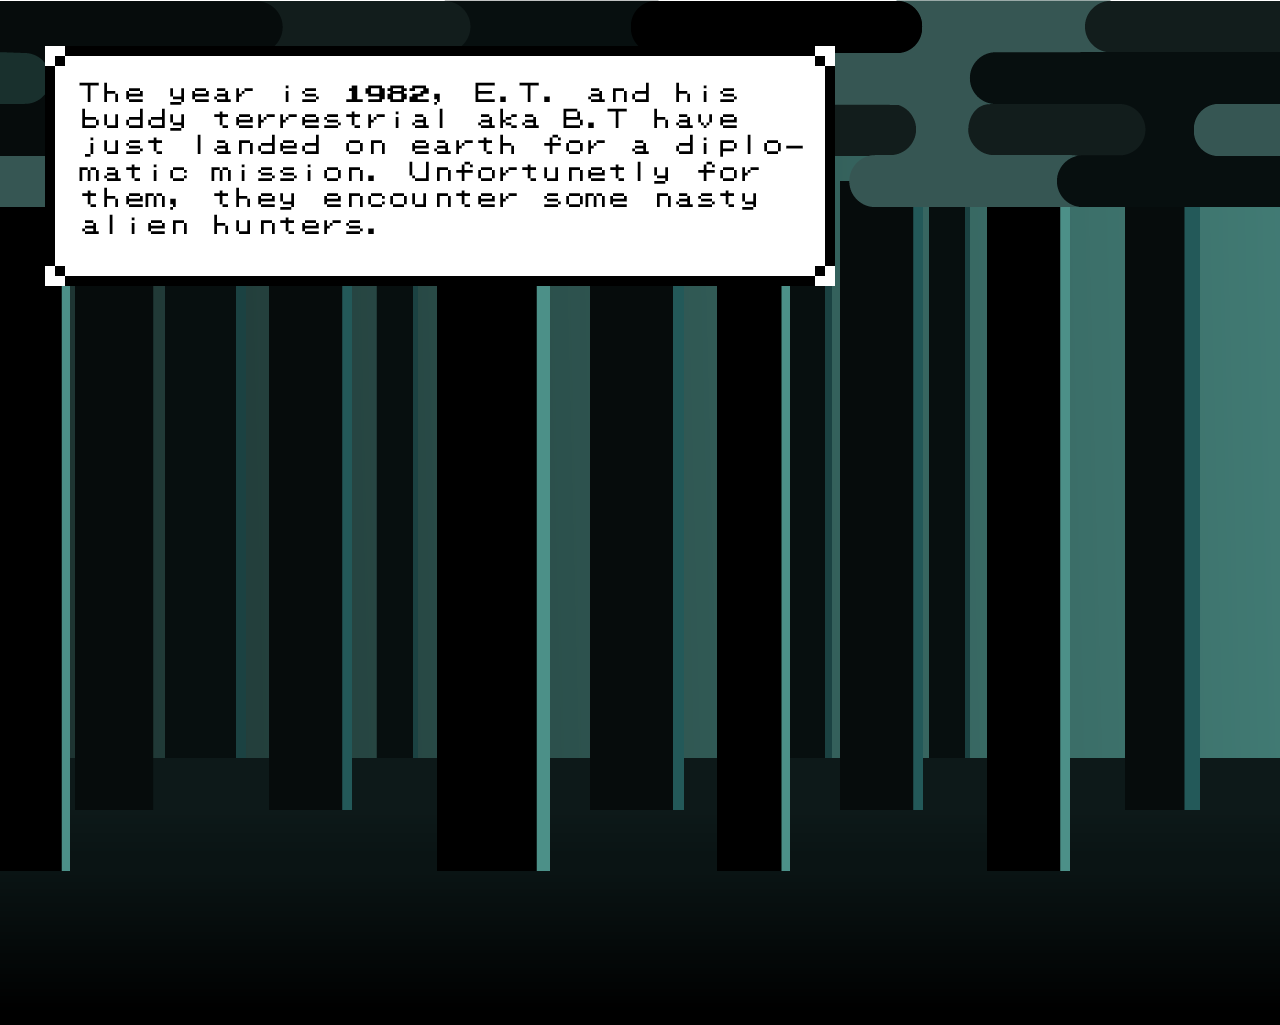 The year is 1982, E.T. and his
buddy terrestrial aka B.T have
just landed on earth for a diplo-
matic mission. Unfortunetly for
them, they encounter some nasty
alien hunters.